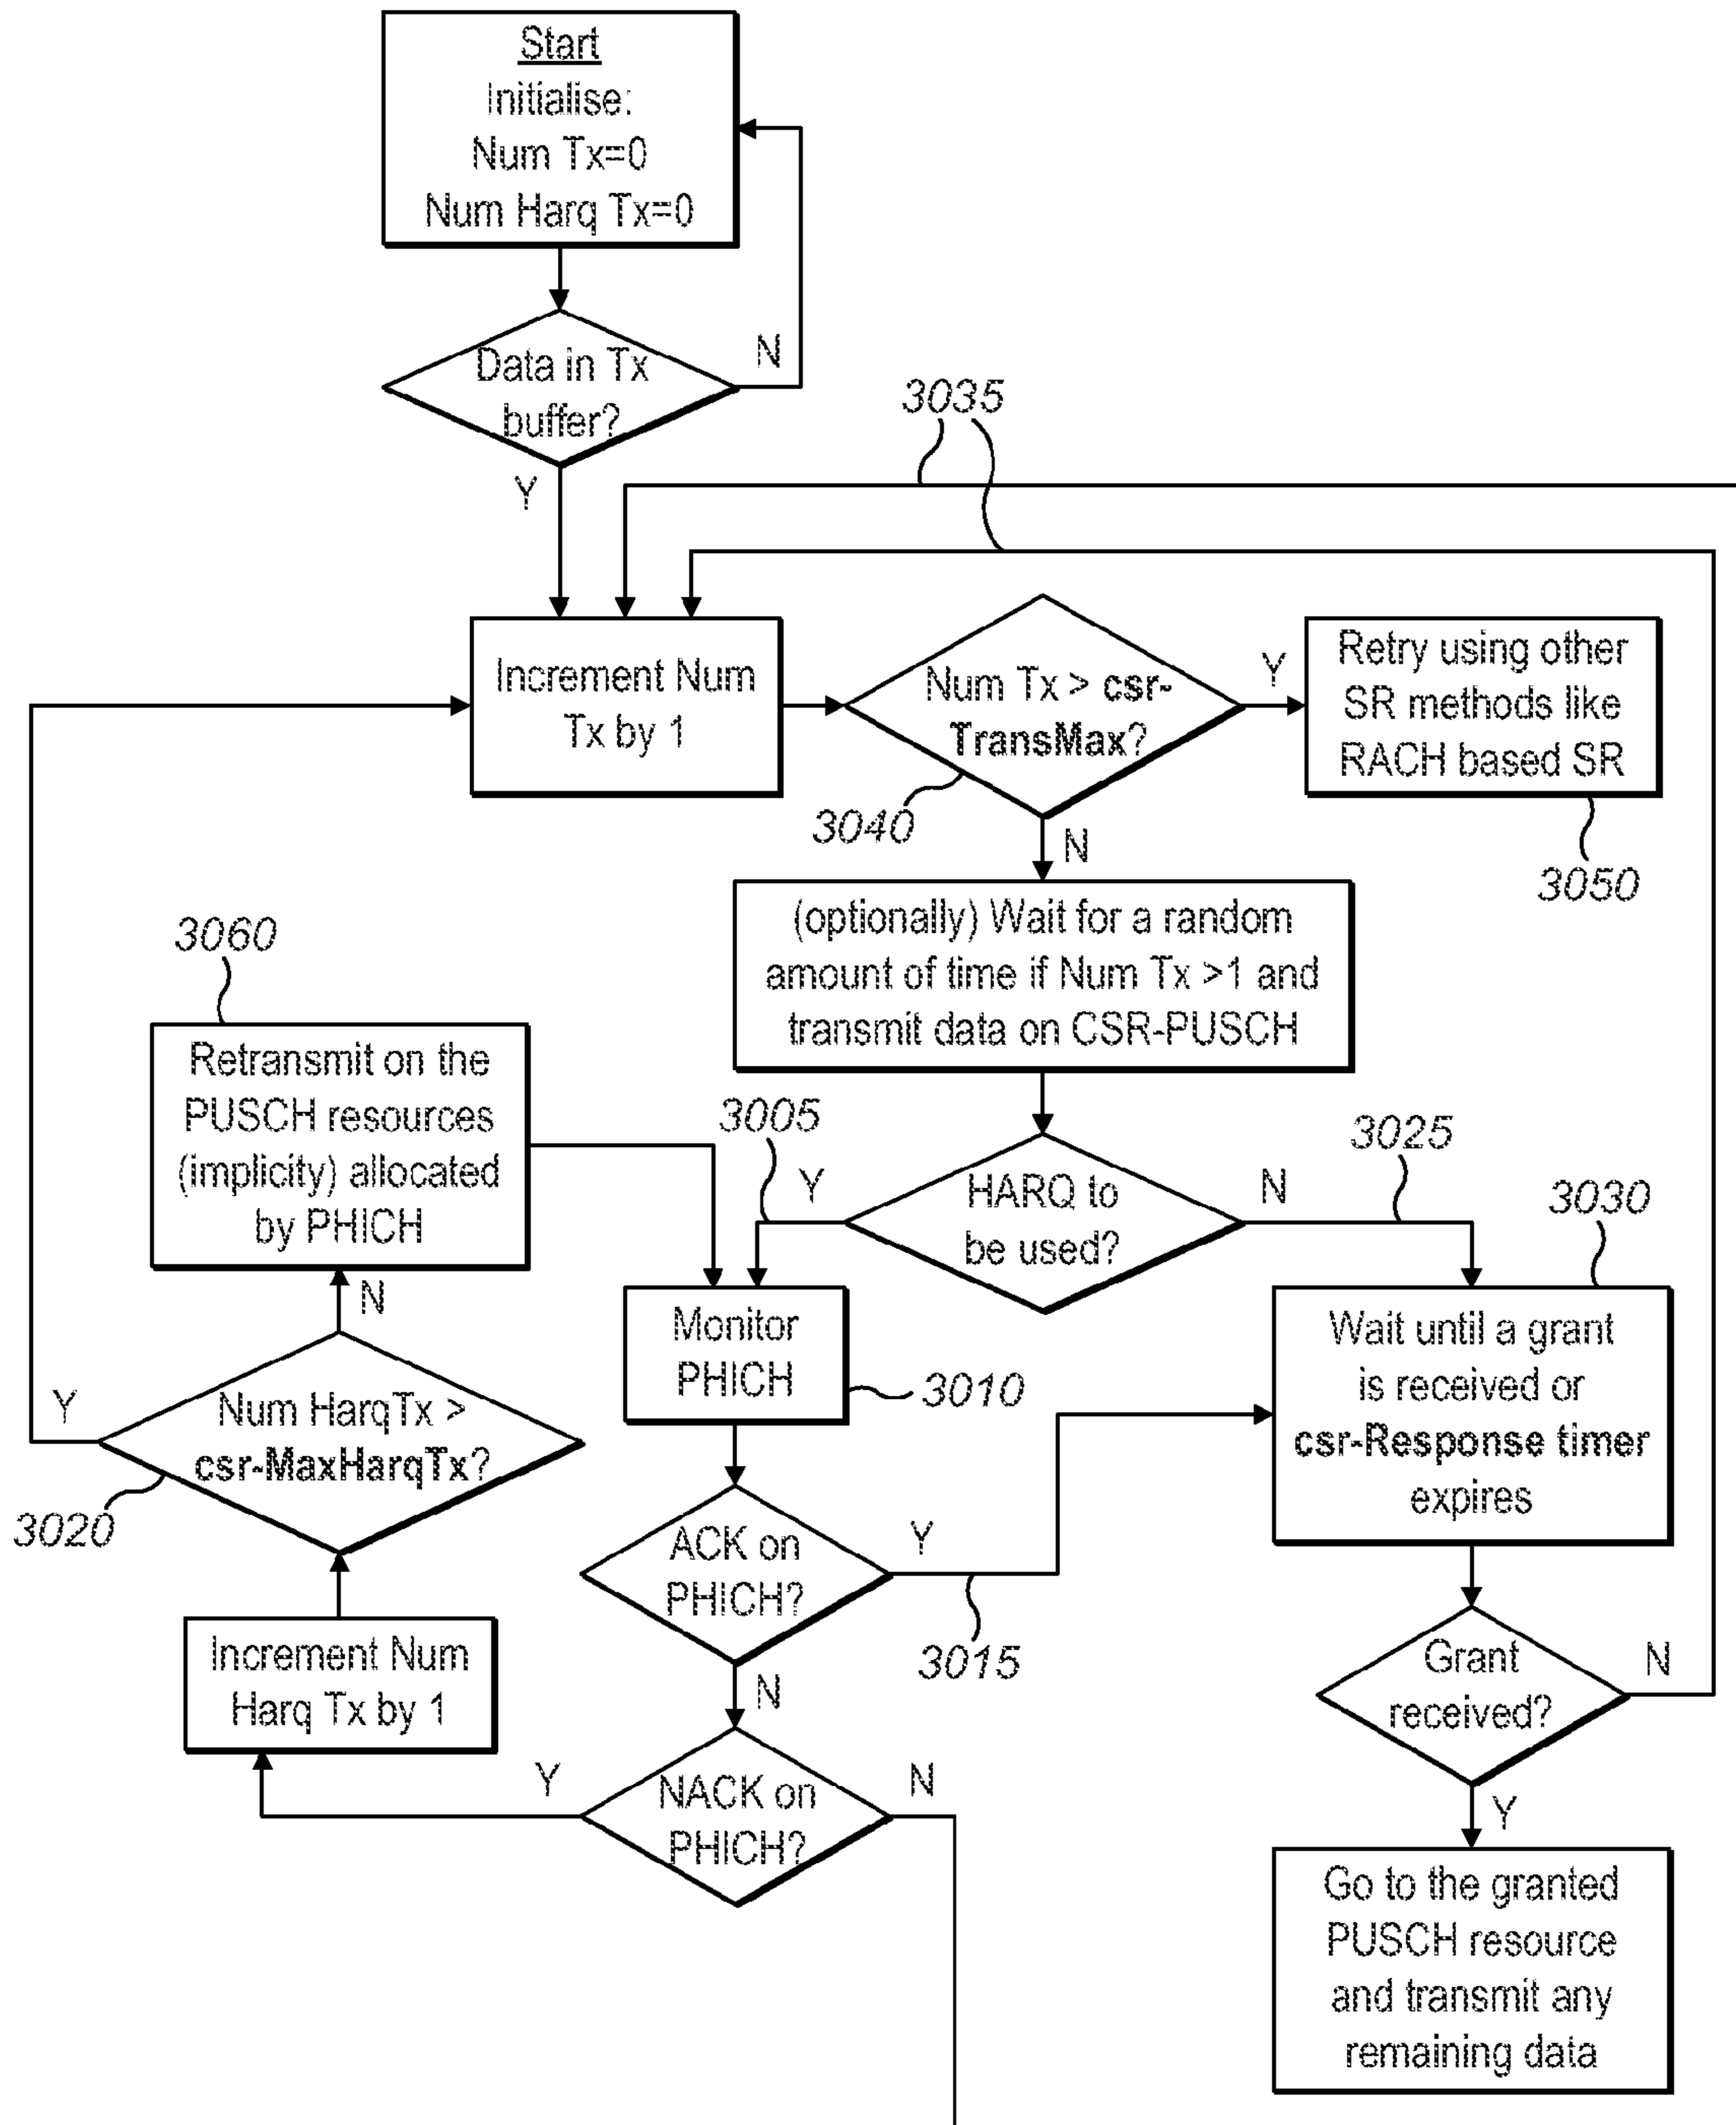 Start
Initialise:
Num Tx=0
Num Harq Tx=0
Data in Tx
buffer?
N
Y
3035
Increment Num
Tx by 1
Num Tx > csr-
TransMax?
Y
Retry using other
SR methods like
RACH based SR
3040
N
3050
(optionally) Wait for a random
amount of time if Num Tx >1 and
transmit data on CSR-PUSCH
3060
Retransmit on the
PUSCH resources
(implicity) allocated
by PHICH
3005
Y
HARQ to
be used?
N
3025
3030
N
Monitor
PHICH
3010
Wait until a grant
is received or
csr-Response timer
expires
Y
Num HarqTx >
csr-MaxHarqTx?
3020
ACK on
PHICH?
Y
3015
N
Increment Num
Harq Tx by 1
Grant
received?
N
Y
Y
NACK on
PHICH?
N
Go to the granted
PUSCH resource
and transmit any
remaining data